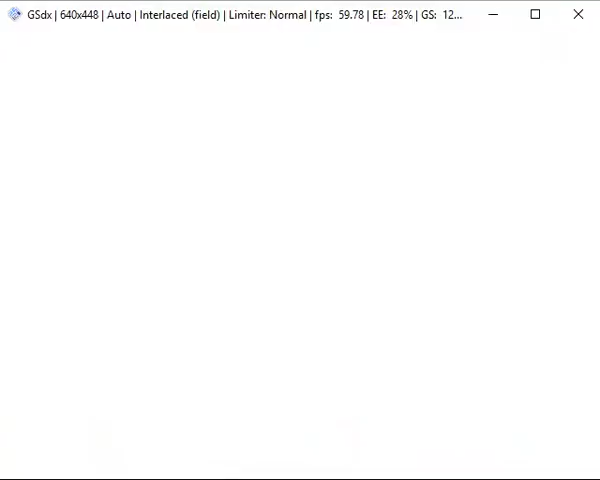 GSdx | 640x448 | Auto | Interlaced (field) | Limiter: Normal | fps: 59.78 | EE: 28% | GS: 12...